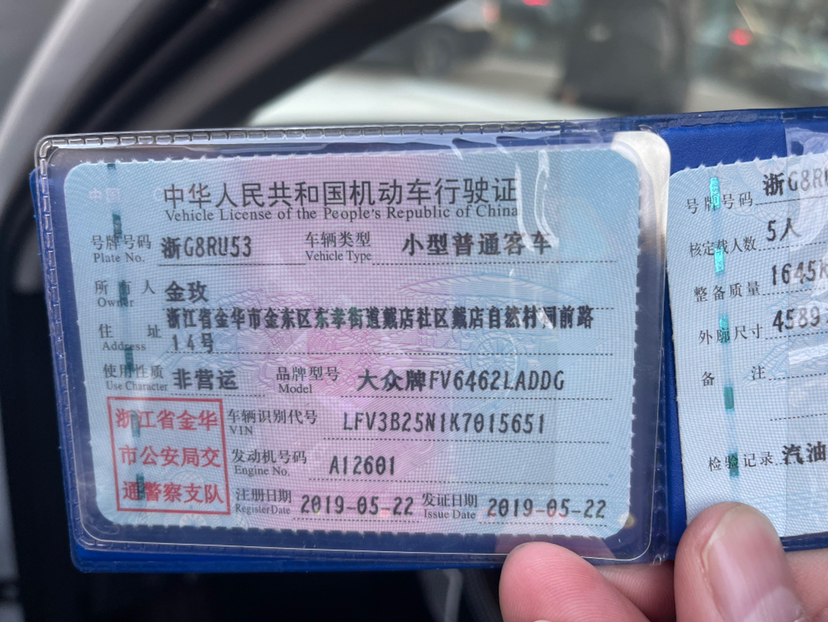 中华人民共和国机动车行驶证
Vehicle License of the People's Republic of China
号牌号码 浙G8RU53 车辆类型 小型普通客车
Plate No. Vehicle Type
所有人 金玫
Owner
住址 浙江省金华市金东区东孝街道戴店社区戴店自然村祠前路
Address 14号
使用性质 非营运 品牌型号 大众牌FV6462LADDG
Use Character Model
浙江省金华
市公安局交
通警察支队
车辆识别代号 LFV3B25N1K7015651
VIN
发动机号码 A12601
Engine No.
注册日期 2019-05-22 发证日期 2019-05-22
Register Date Issue Date
号牌号码 浙G8R
核定载人数 5人
整备质量 1645k
外廓尺寸 4589
备注
检验记录 汽油